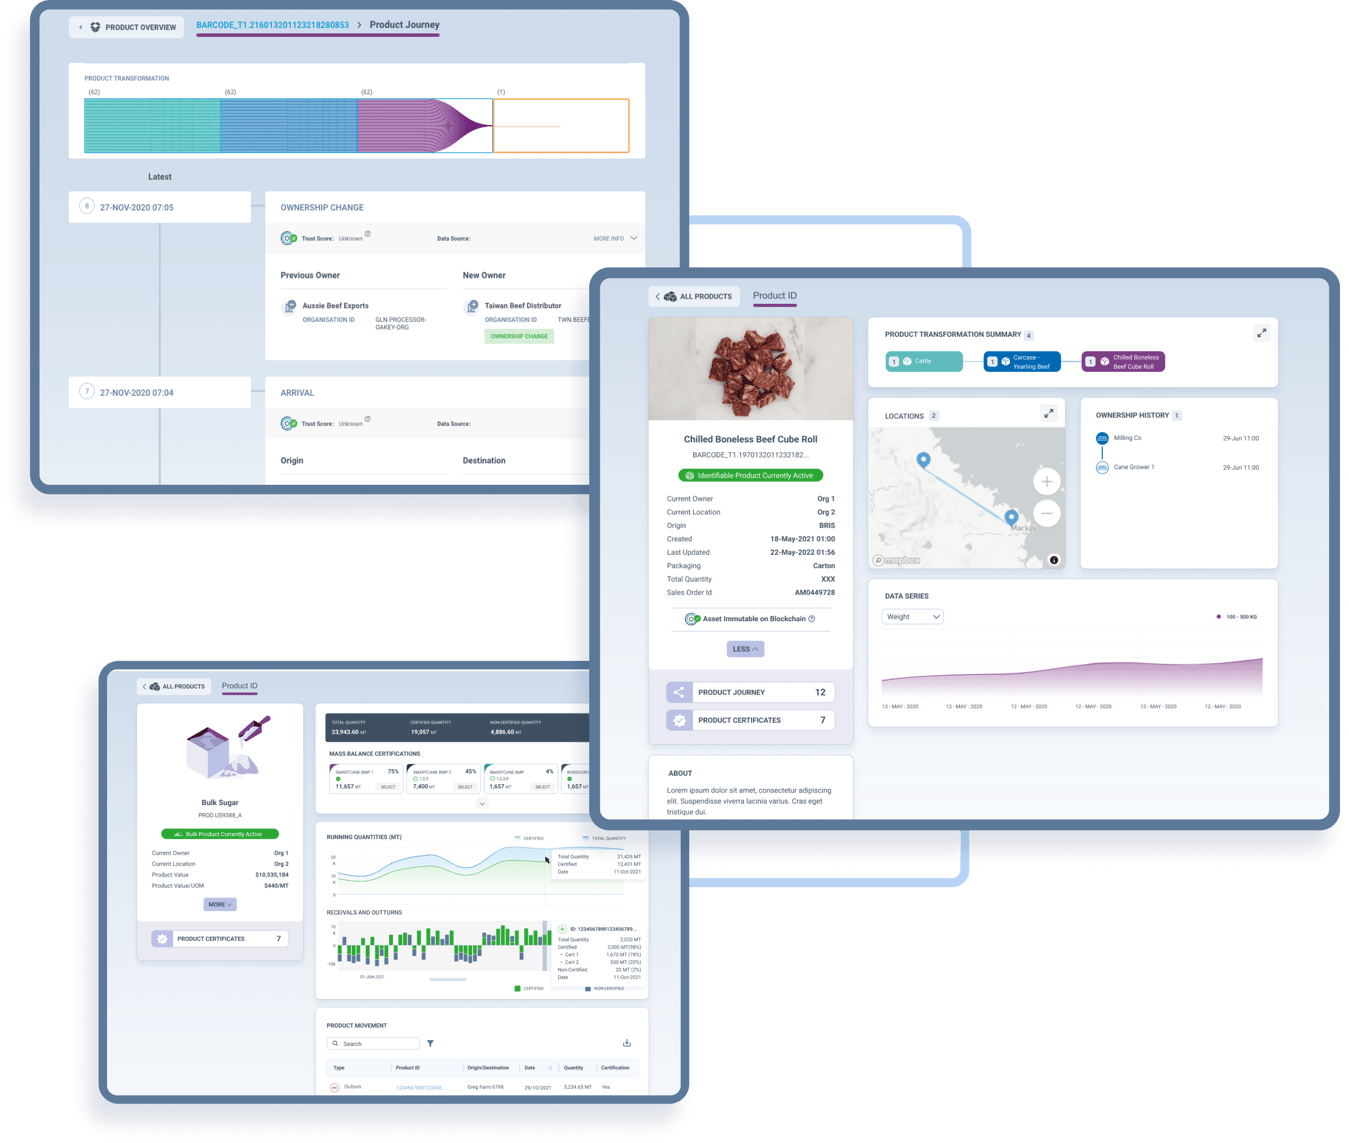 PRODUCT OVERVIEW
BARCODE_T1.216013201123218280853 > Product Journey
PRODUCT TRANSFORMATION
(62) (62) (62) (1)
Latest
8 27-NOV-2020 07:05
OWNERSHIP CHANGE
Trust Score: Unknown Data Source: MORE INFO
Previous Owner New Owner
Aussie Beef Exports Taiwan Beef Distributor
ORGANISATION ID GLN.PROCESSOR-OAKEY-ORG ORGANISATION ID
OWNERSHIP CHANGE
7 27-NOV-2020 07:04
ARRIVAL
Trust Score: Unknown Data Source:
Origin Destination
ALL PRODUCTS Product ID
Chilled Boneless Beef Cube Roll
BARCODE_T1.1970132011232182...
Identifiable Product Currently Active
Current Owner Org 1
Current Location Org 2
Origin BRIS
Created 18-May-2021 01:00
Last Updated 22-May-2022 01:56
Packaging Carton
Total Quantity XXX
Sales Order Id AM0449728
Asset Immutable on Blockchain
LESS
PRODUCT JOURNEY 12
PRODUCT CERTIFICATES 7
ABOUT
Lorem ipsum dolor sit amet, consectetur adipiscing
elit. Suspendisse viverra lacinia varius. Cras eget
tristique dui.
PRODUCT TRANSFORMATION SUMMARY 4
1 Cattle
1 Carcase -
Yearling Beef
1 Chilled Boneless
Beef Cube Roll
LOCATIONS 2
Mackay
mapbox
OWNERSHIP HISTORY 1
Milling Co 29-Jun 11:00
Cane Grower 1 29-Jun 11:00
DATA SERIES
Weight
100 - 500 KG
12 - MAY - 2020 12 - MAY - 2020 12 - MAY - 2020 12 - MAY - 2020 12 - MAY - 2020 12 - MAY - 2020
ALL PRODUCTS Product ID
Bulk Sugar
PROD.US9388_A
Bulk Product Currently Active
Current Owner Org 1
Current Location Org 2
Product Value $10,535,184
Product Value/UOM $440/MT
MORE
PRODUCT CERTIFICATES 7
TOTAL QUANTITY CERTIFIED QUANTITY NON-CERTIFIED QUANTITY
23,943.60 MT 19,057 MT 4,886.60 MT
MASS BALANCE CERTIFICATIONS
SMARTCANE BMP 1 75% SMARTCANE BMP 2 45% SMARTCANE BMP 4%
11,657 MT SELECT 7,400 MT SELECT 1,657 MT SELECT 1,657 MT
RUNNING QUANTITIES (MT)
CERTIFIED TOTAL QUANTITY
20
K
10
K
0
Total Quantity 21,426 MT
Certified 12,431 MT
Date 11-Oct-2021
RECEIVALS AND OUTTURNS
10
K
0
-10K
01-JUN-2021
ID: 1234567890123456789...
Total Quantity 2,020 MT
Certified 2,000 MT(98%)
• Cert 1 1,670 MT (78%)
• Cert 2 330 MT (20%)
Non-Certified 20 MT (2%)
Date 11-Oct-2021
CERTIFIED NON-CERTIFIED
PRODUCT MOVEMENT
Search
Type Product ID Origin/Destination Date Quantity Certification
Outturn 1234567890123456... Greg Farm 6798 29/10/2021 5,234.65 MT Yes